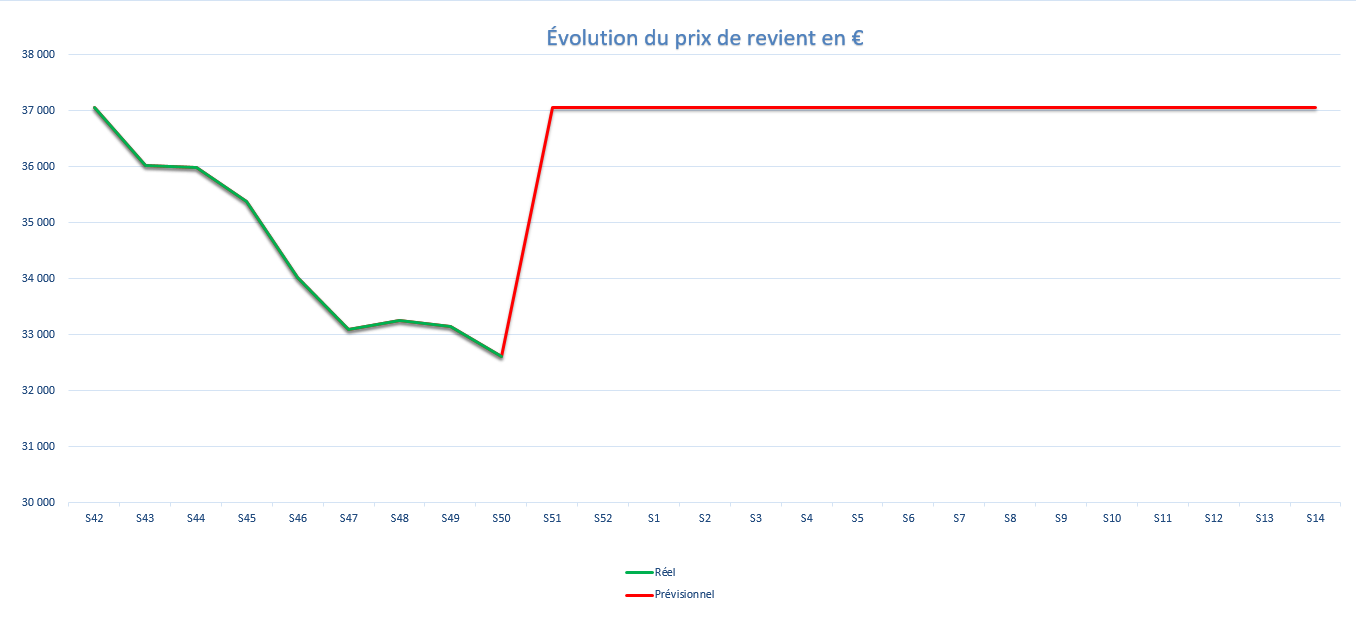 Évolution du prix de revient en €
38 000
37 000
36 000
35 000
34 000
33 000
32 000
31 000
30 000
S42 S43 S44 S45 S46 S47 S48 S49 S50 S51 S52 S1 S2 S3 S4 S5 S6 S7 S8 S9 S10 S11 S12 S13 S14
Réel
Prévisionnel